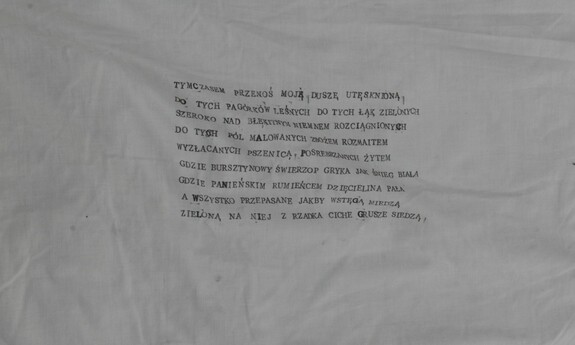 TYMCZASEM PRZENOŚ MOJĄ DUSZĘ UTĘSKNIONĄ
DO TYCH PAGÓRKÓW LEŚNYCH DO TYCH ŁĄK ZIELONYCH
SZEROKO NAD BŁĘKITNYM NIEMNEM ROZCIĄGNIONYCH
DO TYCH PÓL MALOWANYCH ZBOŻEM ROZMAITEM
WYZŁACANYCH PSZENICĄ, POSREBRZANYCH ŻYTEM
GDZIE BURSZTYNOWY ŚWIERZOP GRYKA JAK ŚNIEG BIAŁA
GDZIE PANIEŃSKIM RUMIEŃCEM DZIĘCIELINA PAŁA
A WSZYSTKO PRZEPASANE JAKBY WSTĘGĄ MIEDZĄ
ZIELONĄ NA NIEJ Z RZADKA CICHE GRUSZE SIEDZĄ,